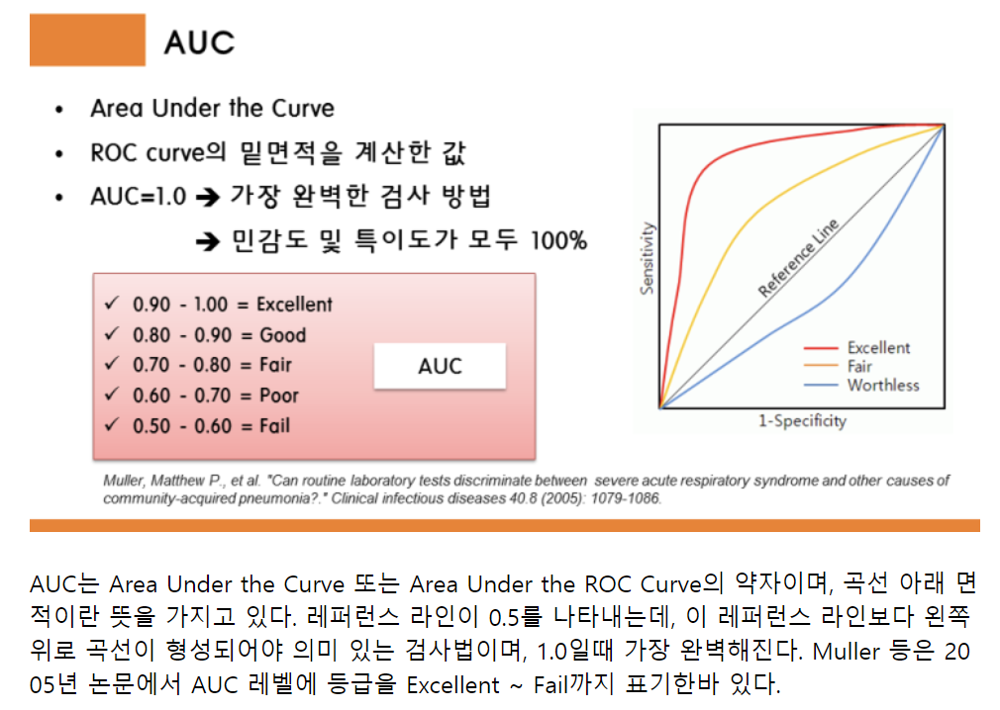 AUC
• Area Under the Curve
• ROC curve의 밑면적을 계산한 값
• AUC=1.0 → 가장 완벽한 검사 방법
→ 민감도 및 특이도가 모두 100%
✓ 0.90 - 1.00 = Excellent
✓ 0.80 - 0.90 = Good
✓ 0.70 - 0.80 = Fair
✓ 0.60 - 0.70 = Poor
✓ 0.50 - 0.60 = Fail
AUC
Sensitivity
Reference Line
Excellent
Fair
Worthless
1-Specificity
Muller, Matthew P., et al. "Can routine laboratory tests discriminate between severe acute respiratory syndrome and other causes of
community-acquired pneumonia?." Clinical infectious diseases 40.8 (2005): 1079-1086.
AUC는 Area Under the Curve 또는 Area Under the ROC Curve의 약자이며, 곡선 아래 면
적이란 뜻을 가지고 있다. 레퍼런스 라인이 0.5를 나타내는데, 이 레퍼런스 라인보다 왼쪽
위로 곡선이 형성되어야 의미 있는 검사법이며, 1.0일때 가장 완벽해진다. Muller 등은 20
05년 논문에서 AUC 레벨에 등급을 Excellent ~ Fail까지 표기한바 있다.